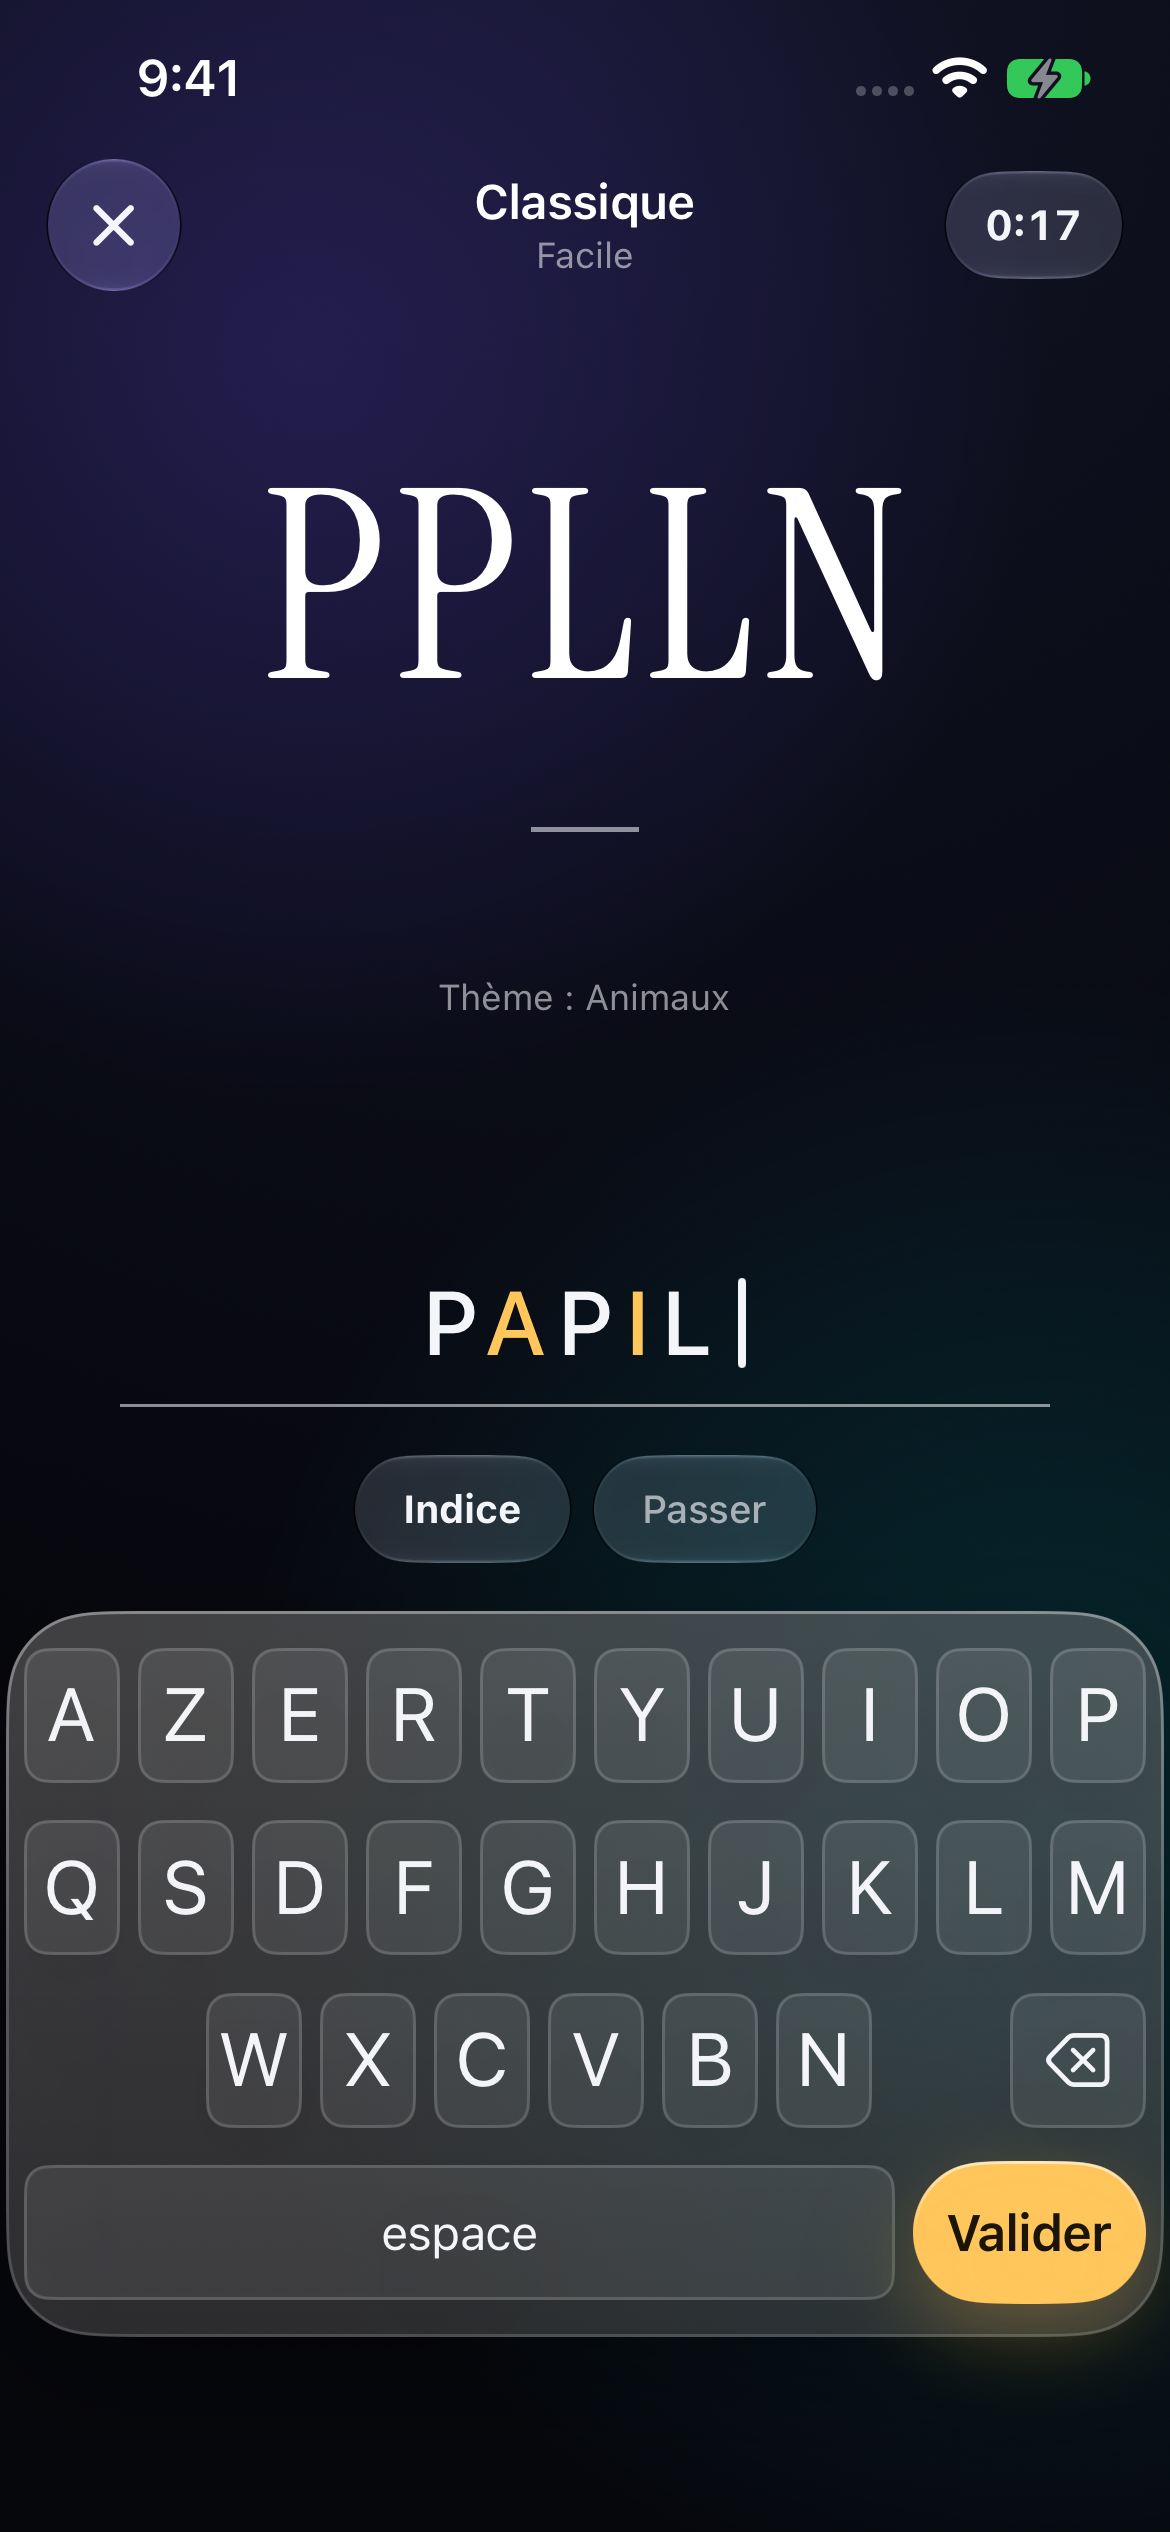 9:41
Classique
Facile
0:17
PPLLN
Thème : Animaux
PAPIL
Indice
Passer
A Z E R T Y U I O P
Q S D F G H J K L M
W X C V B N
espace
Valider